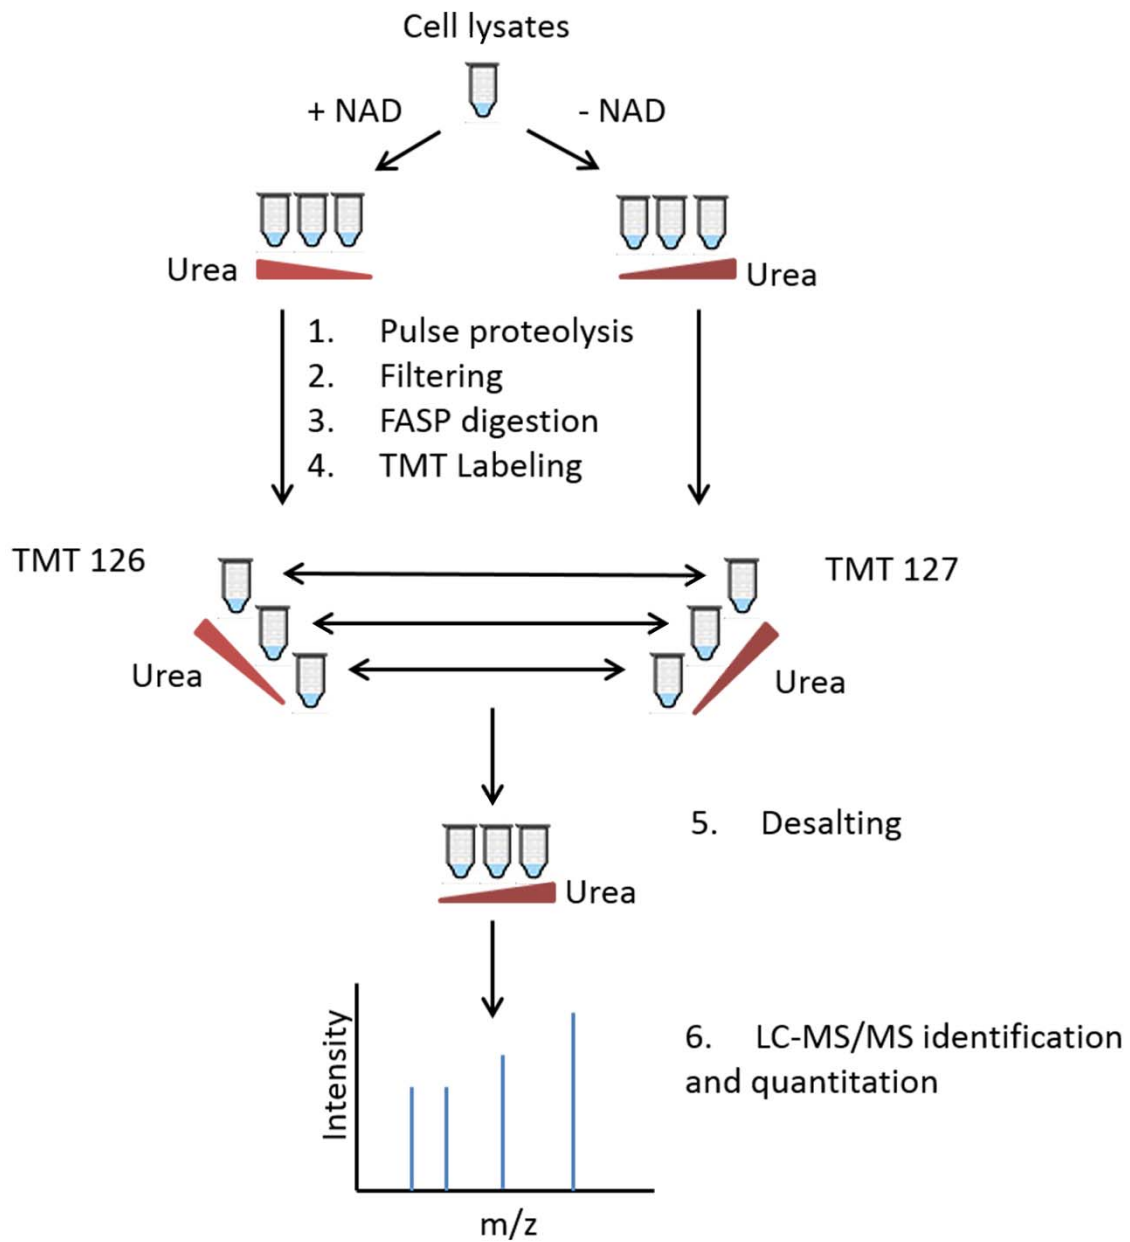 Cell lysates
+ NAD
- NAD
Urea
Urea
1. Pulse proteolysis
2. Filtering
3. FASP digestion
4. TMT Labeling
TMT 126
TMT 127
Urea
Urea
5. Desalting
Urea
Intensity
6. LC-MS/MS identification
and quantitation
m/z